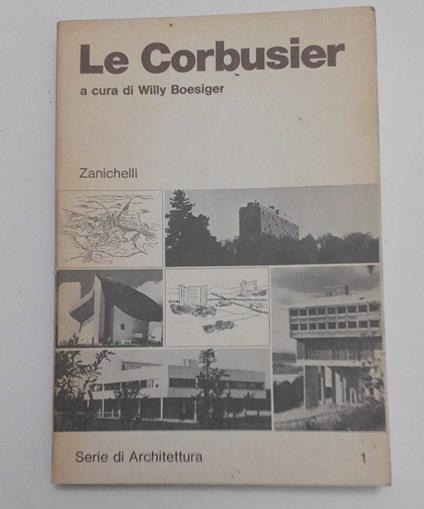 Le Corbusier
a cura di Willy Boesiger
Zanichelli
Serie di Architettura 1